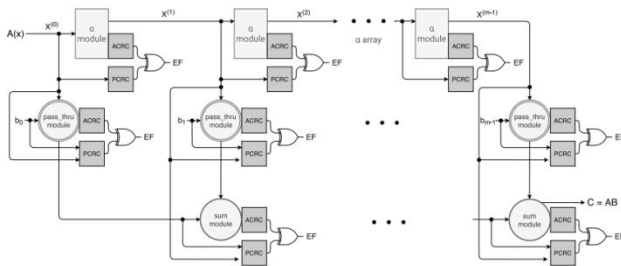 X(0)
X(1)
X(2)
X(m-1)
A(x)
α module
α module
α module
ACRC
ACRC
ACRC
α array
PCRC
EF
PCRC
EF
PCRC
EF
b0
pass_thru module
ACRC
PCRC
EF
b1
pass_thru module
ACRC
PCRC
EF
bm-1
pass_thru module
ACRC
PCRC
EF
C = AB
sum module
ACRC
PCRC
EF
sum module
ACRC
PCRC
EF